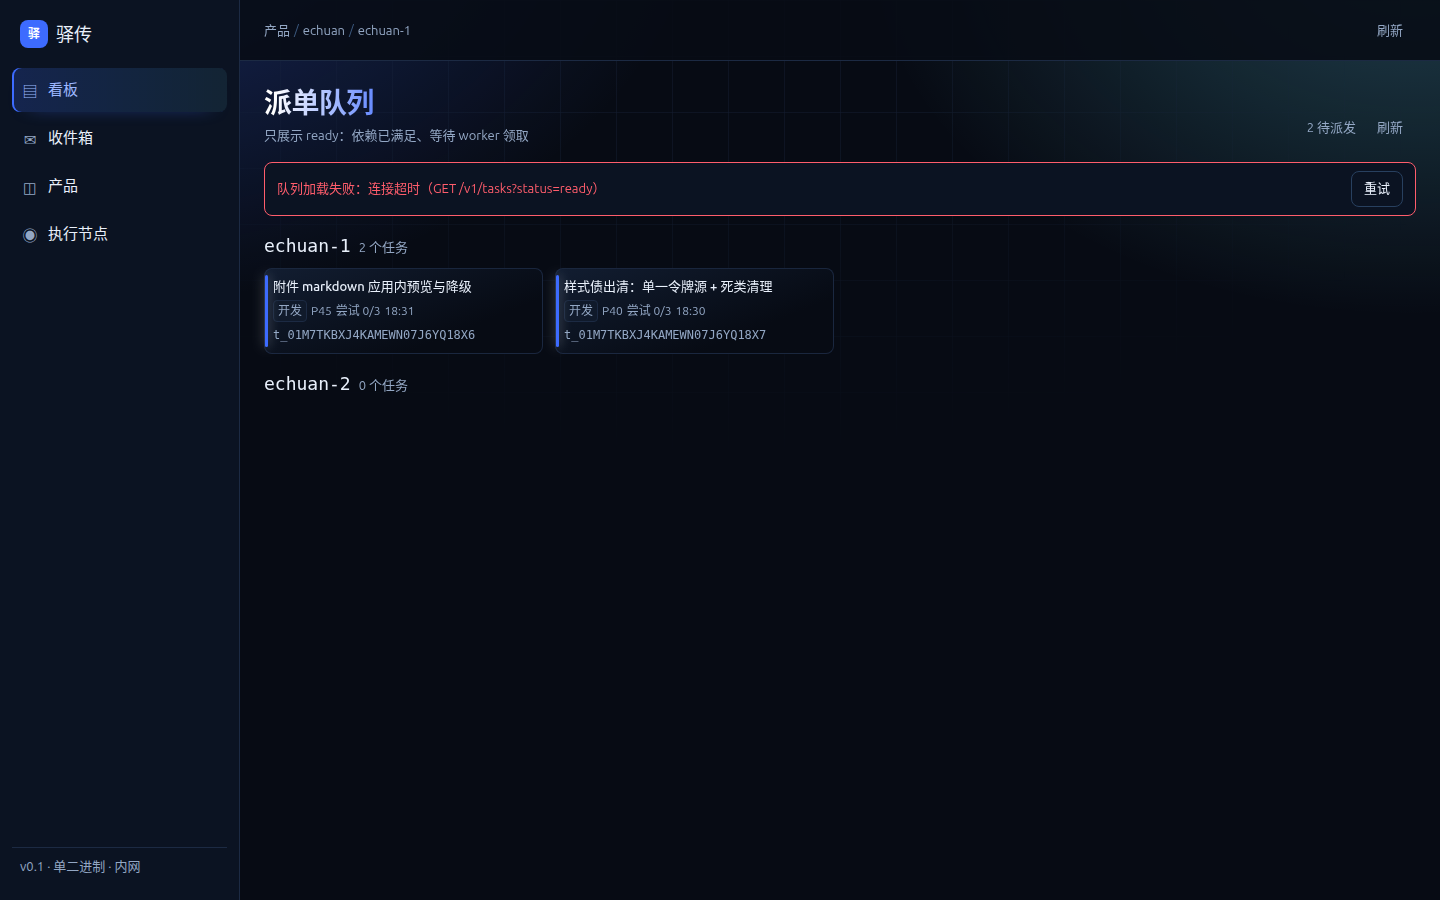 驿 驿传
看板
收件箱
产品
执行节点
v0.1 · 单二进制 · 内网
产品 / echuan / echuan-1
刷新
派单队列
只展示 ready：依赖已满足、等待 worker 领取
2 待派发 刷新
队列加载失败：连接超时（GET /v1/tasks?status=ready）
重试
echuan-1 2 个任务
附件 markdown 应用内预览与降级
开发 P45 尝试 0/3 18:31
t_01M7TKBXJ4KAMEWN07J6YQ18X6
样式债出清：单一令牌源 + 死类清理
开发 P40 尝试 0/3 18:30
t_01M7TKBXJ4KAMEWN07J6YQ18X7
echuan-2 0 个任务